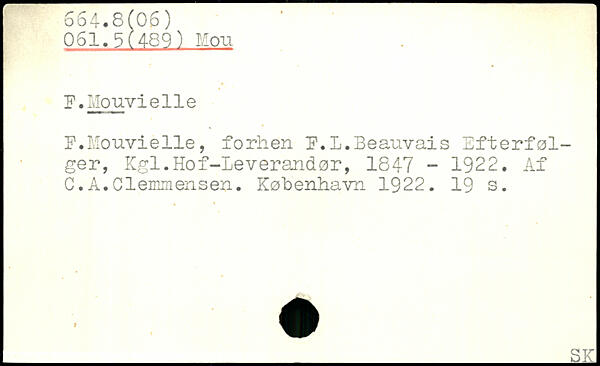 664.8(06)
061.5(489) Mou
F.Mouvielle
F.Mouvielle, forhen F.L.Beauvais Efterføl-
ger, Kgl.Hof-Leverandør, 1847 - 1922. Af
C.A.Clemmensen. København 1922. 19 s.
SK